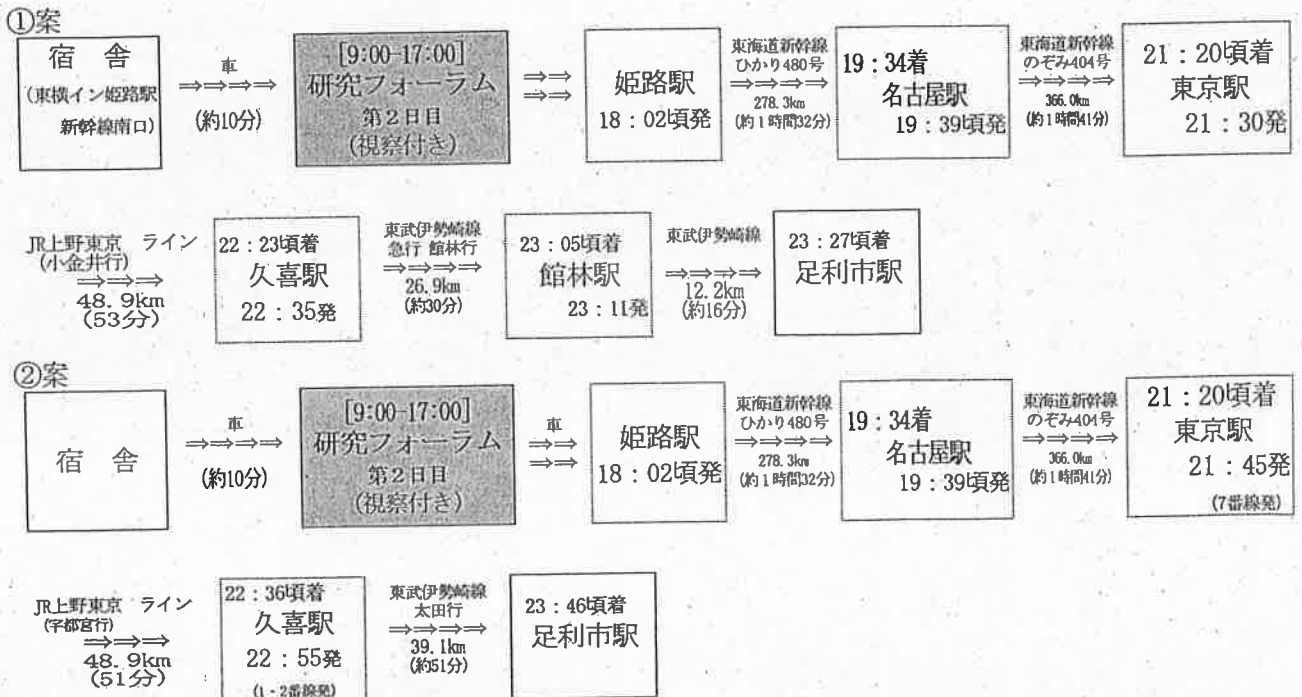 ①案
宿 舎
(東横イン姫路駅
新幹線南口)
車
⇒⇒⇒⇒
(約10分)
[9:00-17:00]
研究フォーラム
第2日目
(視察付き)
⇒⇒
⇒⇒
姫路駅
18:02頃発
東海道新幹線
ひかり480号
⇒⇒⇒⇒
278.3km
(約1時間32分)
19:34着
名古屋駅
19:39頃発
東海道新幹線
のぞみ404号
⇒⇒⇒⇒
366.0km
(約1時間41分)
21:20頃着
東京駅
21:30発
JR上野東京 ライン
(小金井行)
⇒⇒⇒
48.9km
(53分)
22:23頃着
久喜駅
22:35発
東武伊勢崎線
急行 館林行
⇒⇒⇒⇒
26.9km
(約30分)
23:05頃着
館林駅
23:11発
東武伊勢崎線
⇒⇒⇒⇒
12.2km
(約16分)
23:27頃着
足利市駅
②案
宿 舎
車
⇒⇒⇒⇒
(約10分)
[9:00-17:00]
研究フォーラム
第2日目
(視察付き)
車
⇒⇒
⇒⇒
姫路駅
18:02頃発
東海道新幹線
ひかり480号
⇒⇒⇒⇒
278.3km
(約1時間32分)
19:34着
名古屋駅
19:39頃発
東海道新幹線
のぞみ404号
⇒⇒⇒⇒
366.0km
(約1時間41分)
21:20頃着
東京駅
21:45発
(7番線発)
JR上野東京 ライン
(宇都宮行)
⇒⇒⇒
48.9km
(51分)
22:36頃着
久喜駅
22:55発
(1・2番線発)
東武伊勢崎線
太田行
⇒⇒⇒⇒
39.1km
(約51分)
23:46頃着
足利市駅